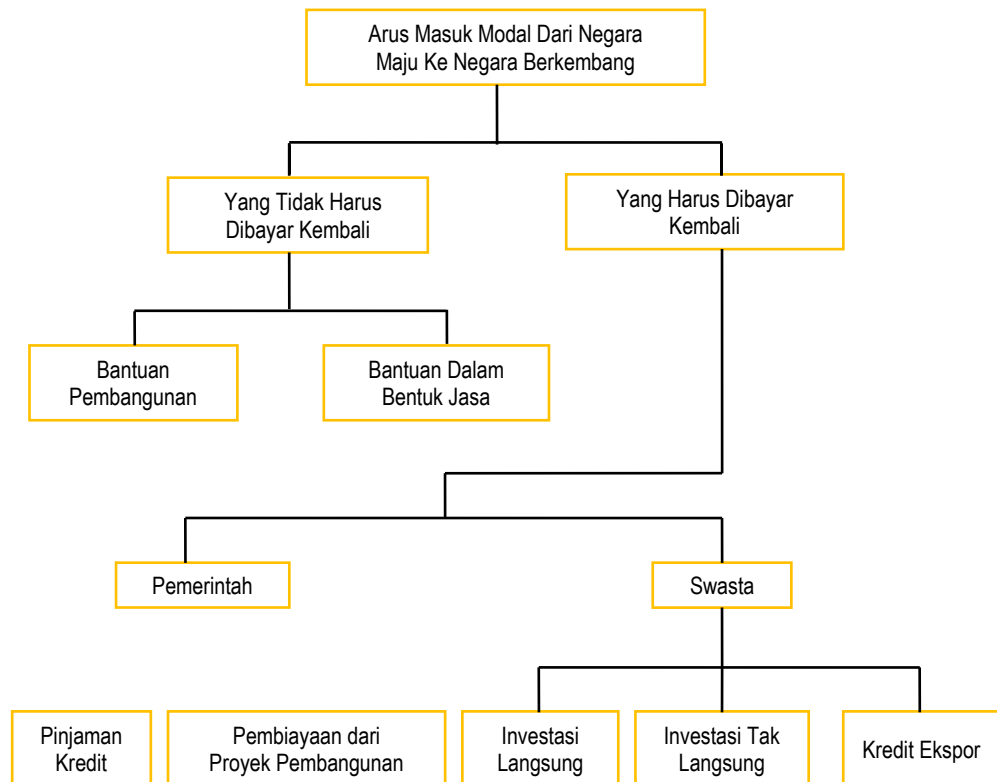 Arus Masuk Modal Dari Negara
Maju Ke Negara Berkembang
Yang Tidak Harus
Dibayar Kembali
Yang Harus Dibayar
Kembali
Bantuan
Pembangunan
Bantuan Dalam
Bentuk Jasa
Pemerintah
Swasta
Pinjaman
Kredit
Pembiayaan dari
Proyek Pembangunan
Investasi
Langsung
Investasi Tak
Langsung
Kredit Ekspor